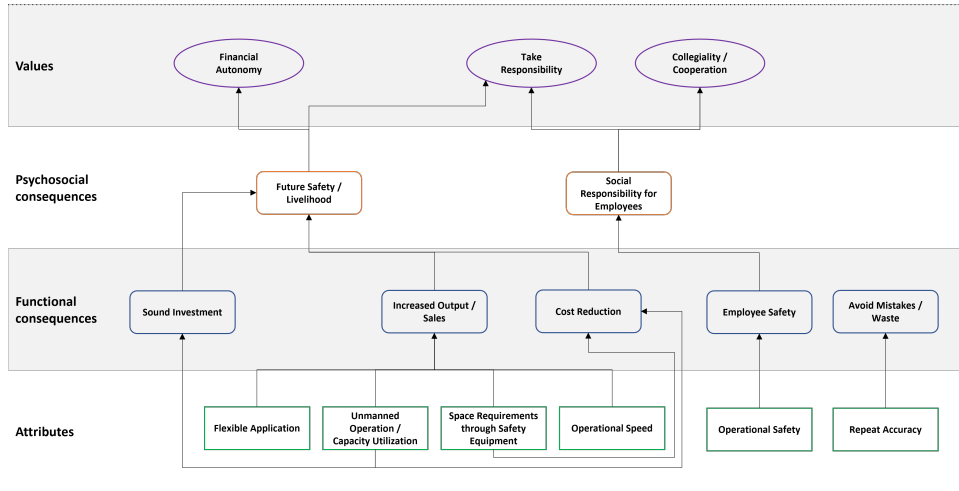 Values
Financial
Autonomy
Take
Responsibility
Collegiality /
Cooperation
Psychosocial
consequences
Future Safety /
Livelihood
Social
Responsibility for
Employees
Functional
consequences
Sound Investment
Increased Output /
Sales
Cost Reduction
Employee Safety
Avoid Mistakes /
Waste
Attributes
Flexible Application
Unmanned
Operation /
Capacity Utilization
Space Requirements
through Safety
Equipment
Operational Speed
Operational Safety
Repeat Accuracy